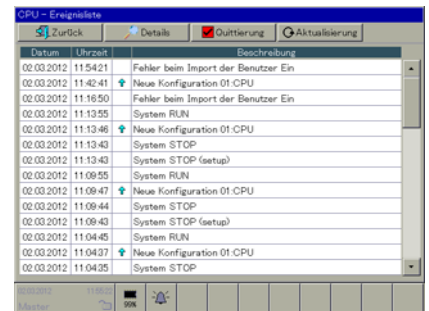 CPU - Ereignisliste
Zurück Details Quittierung Aktualisierung
Datum Uhrzeit Beschreibung
02.03.2012 11:54:21 Fehler beim Import der Benutzer Ein
02.03.2012 11:42:41 Neue Konfiguration 01:CPU
02.03.2012 11:16:50 Fehler beim Import der Benutzer Ein
02.03.2012 11:13:55 System RUN
02.03.2012 11:13:46 Neue Konfiguration 01:CPU
02.03.2012 11:13:43 System STOP
02.03.2012 11:13:43 System STOP (setup)
02.03.2012 11:09:55 System RUN
02.03.2012 11:09:47 Neue Konfiguration 01:CPU
02.03.2012 11:09:44 System STOP
02.03.2012 11:09:43 System STOP (setup)
02.03.2012 11:04:45 System RUN
02.03.2012 11:04:37 Neue Konfiguration 01:CPU
02.03.2012 11:04:35 System STOP
02.03.2012
Master 99%